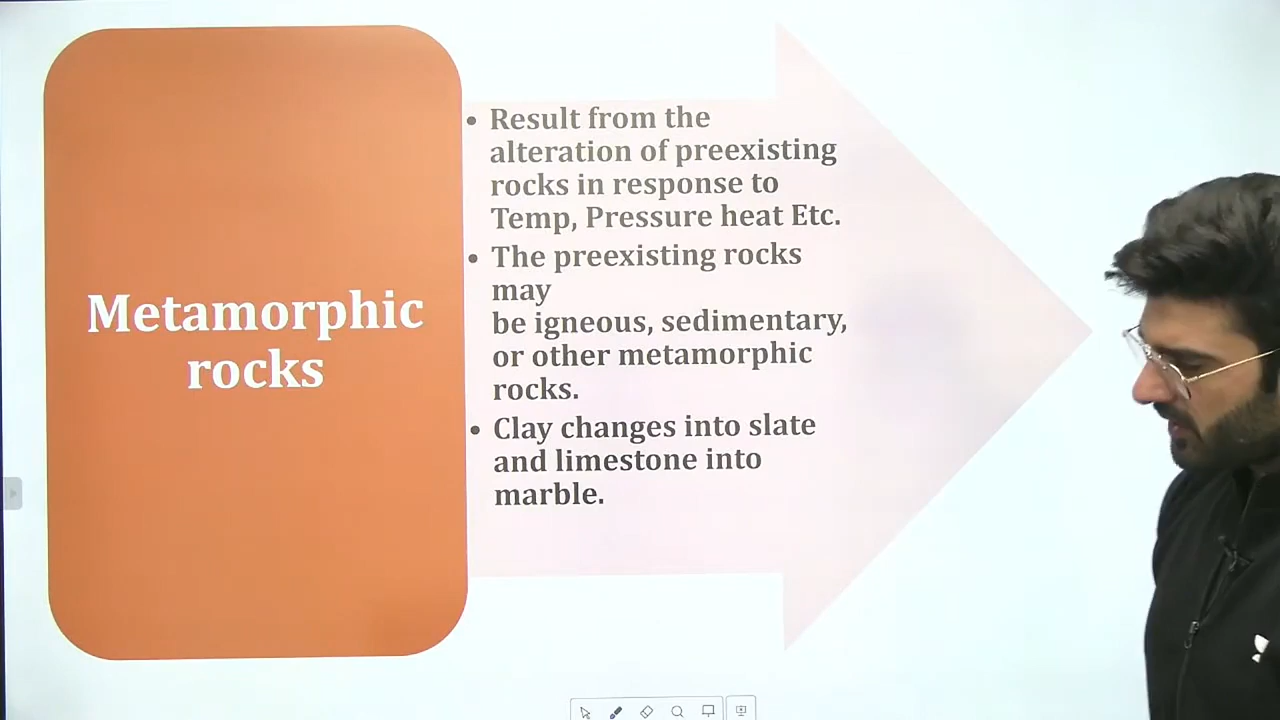 Metamorphic
rocks
• Result from the
alteration of preexisting
rocks in response to
Temp, Pressure heat Etc.
• The preexisting rocks
may
be igneous, sedimentary,
or other metamorphic
rocks.
• Clay changes into slate
and limestone into
marble.